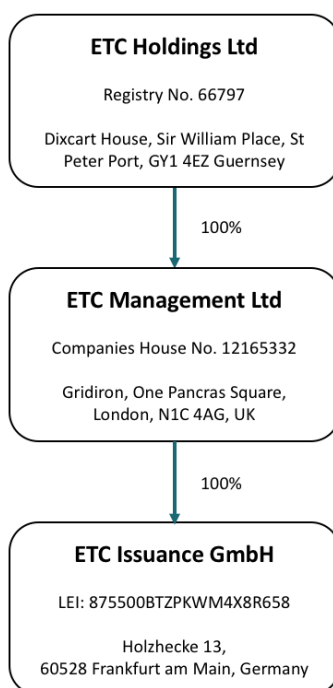 ETC Holdings Ltd
Registry No. 66797
Dixcart House, Sir William Place, St
Peter Port, GY1 4EZ Guernsey
100%
ETC Management Ltd
Companies House No. 12165332
Gridiron, One Pancras Square,
London, N1C 4AG, UK
100%
ETC Issuance GmbH
LEI: 875500BTZPKWM4X8R658
Holzhecke 13,
60528 Frankfurt am Main, Germany